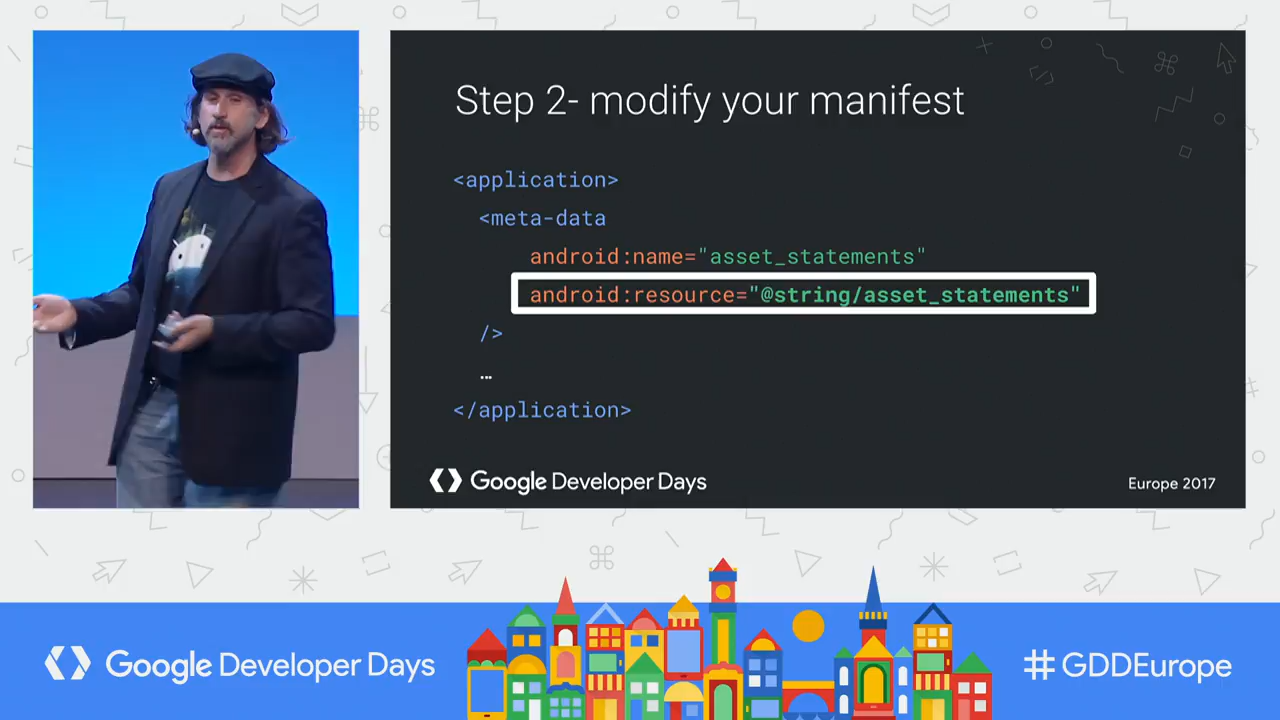 Step 2- modify your manifest
<application>
<meta-data
android:name="asset_statements"
android:resource="@string/asset_statements"
/>
…
</application>
Google Developer Days
Europe 2017
Google Developer Days
#GDDEurope